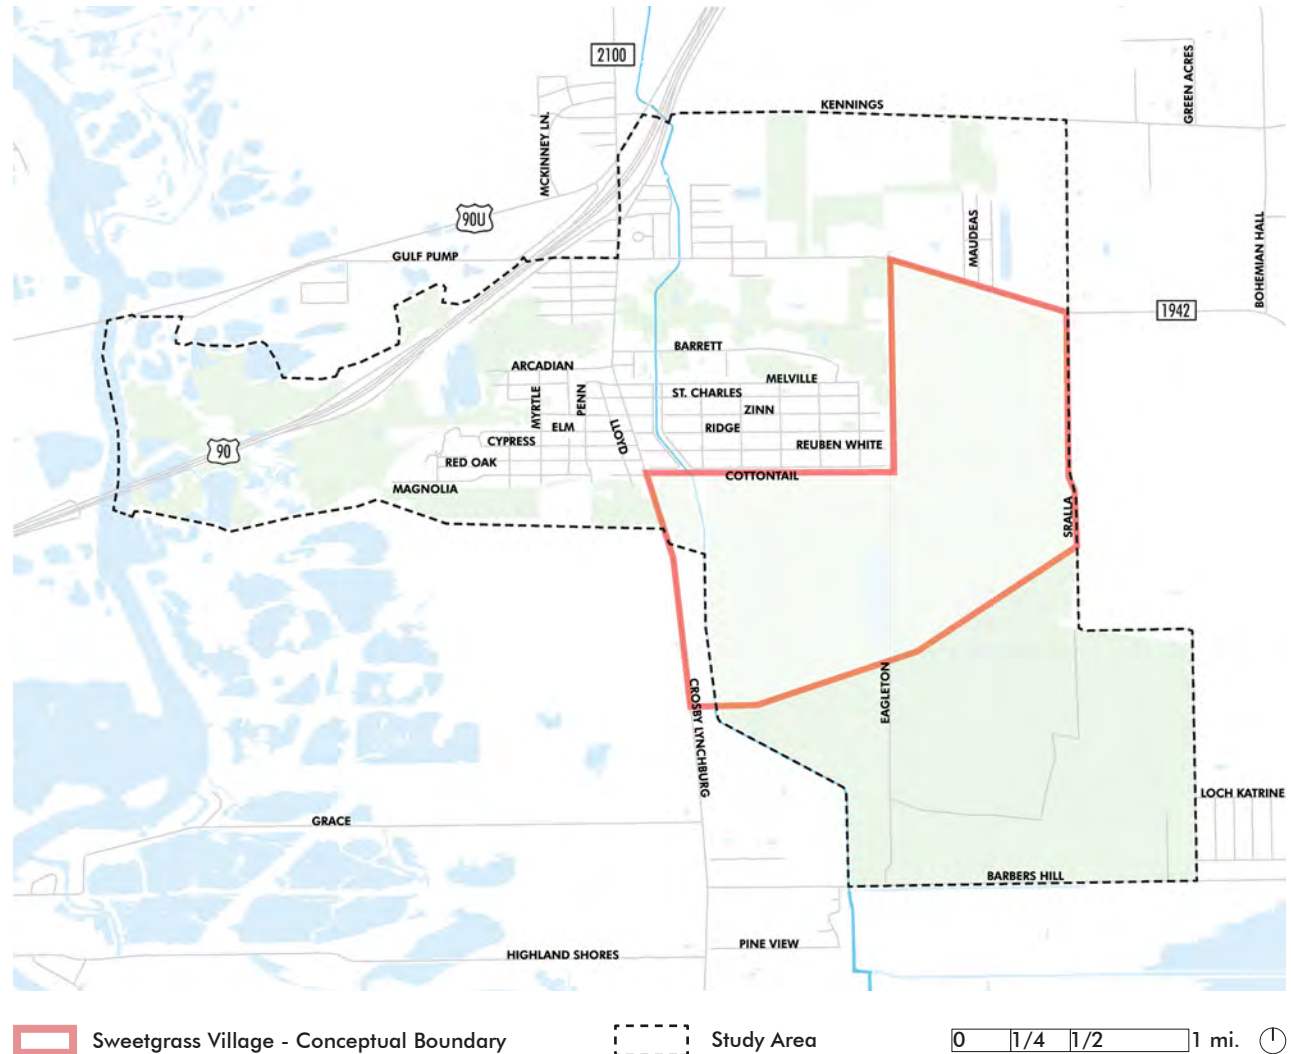 2100
KENNINGS
GREEN ACRES
MCKINNEY LN.
90U
MAUDEAS
BOHEMIAN HALL
GULF PUMP
1942
BARRETT
ARCADIAN
MELVILLE
ST. CHARLES
MYRTLE
PENN
ZINN
ELM
LLOYD
RIDGE
CYPRESS
REUBEN WHITE
90
RED OAK
COTTONTAIL
MAGNOLIA
SRALLA
EAGLETON
CROSBY LYNCHBURG
LOCH KATRINE
GRACE
BARBERS HILL
PINE VIEW
HIGHLAND SHORES
Sweetgrass Village - Conceptual Boundary
Study Area
0 1/4 1/2 1 mi.